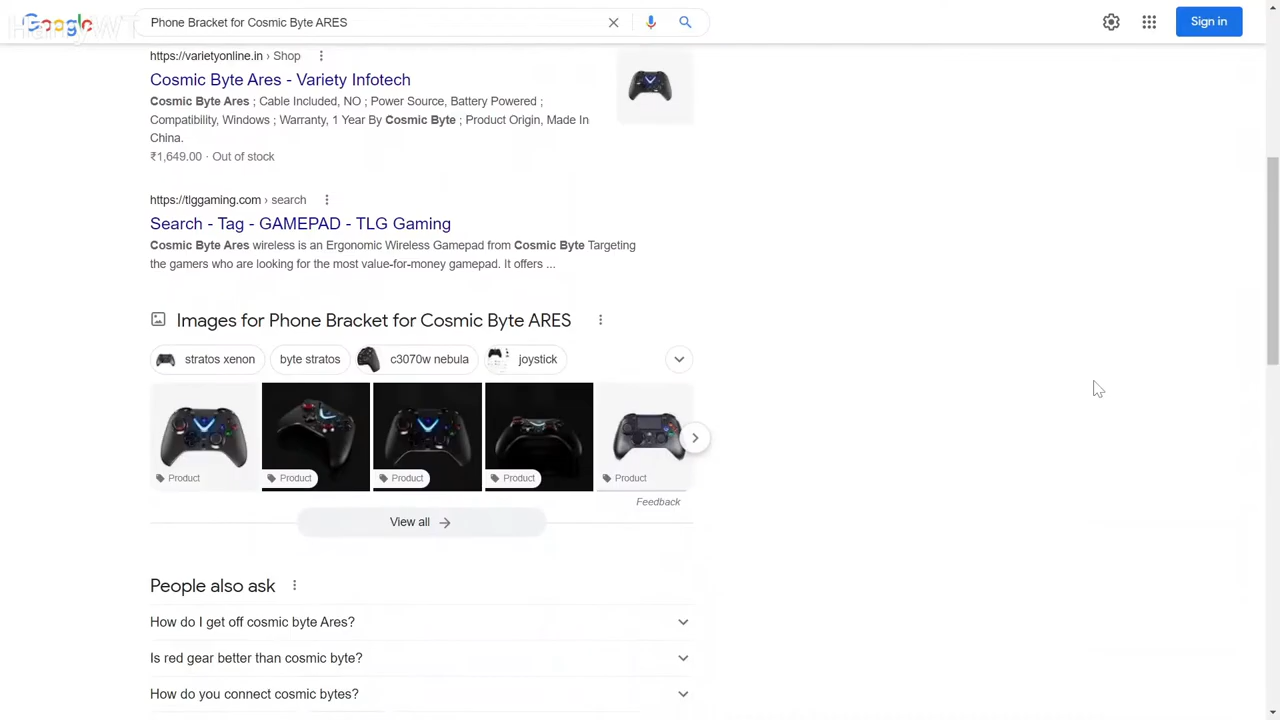 Google
Phone Bracket for Cosmic Byte ARES
Sign in
https://varietyonline.in › Shop
Cosmic Byte Ares - Variety Infotech
Cosmic Byte Ares ; Cable Included, NO ; Power Source, Battery Powered ;
Compatibility, Windows ; Warranty, 1 Year By Cosmic Byte ; Product Origin, Made In
China.
₹1,649.00 · Out of stock
https://tlggaming.com › search
Search - Tag - GAMEPAD - TLG Gaming
Cosmic Byte Ares wireless is an Ergonomic Wireless Gamepad from Cosmic Byte Targeting
the gamers who are looking for the most value-for-money gamepad. It offers ...
Images for Phone Bracket for Cosmic Byte ARES
stratos xenon
byte stratos
c3070w nebula
joystick
Product
Product
Product
Product
Product
Feedback
View all
People also ask
How do I get off cosmic byte Ares?
Is red gear better than cosmic byte?
How do you connect cosmic bytes?